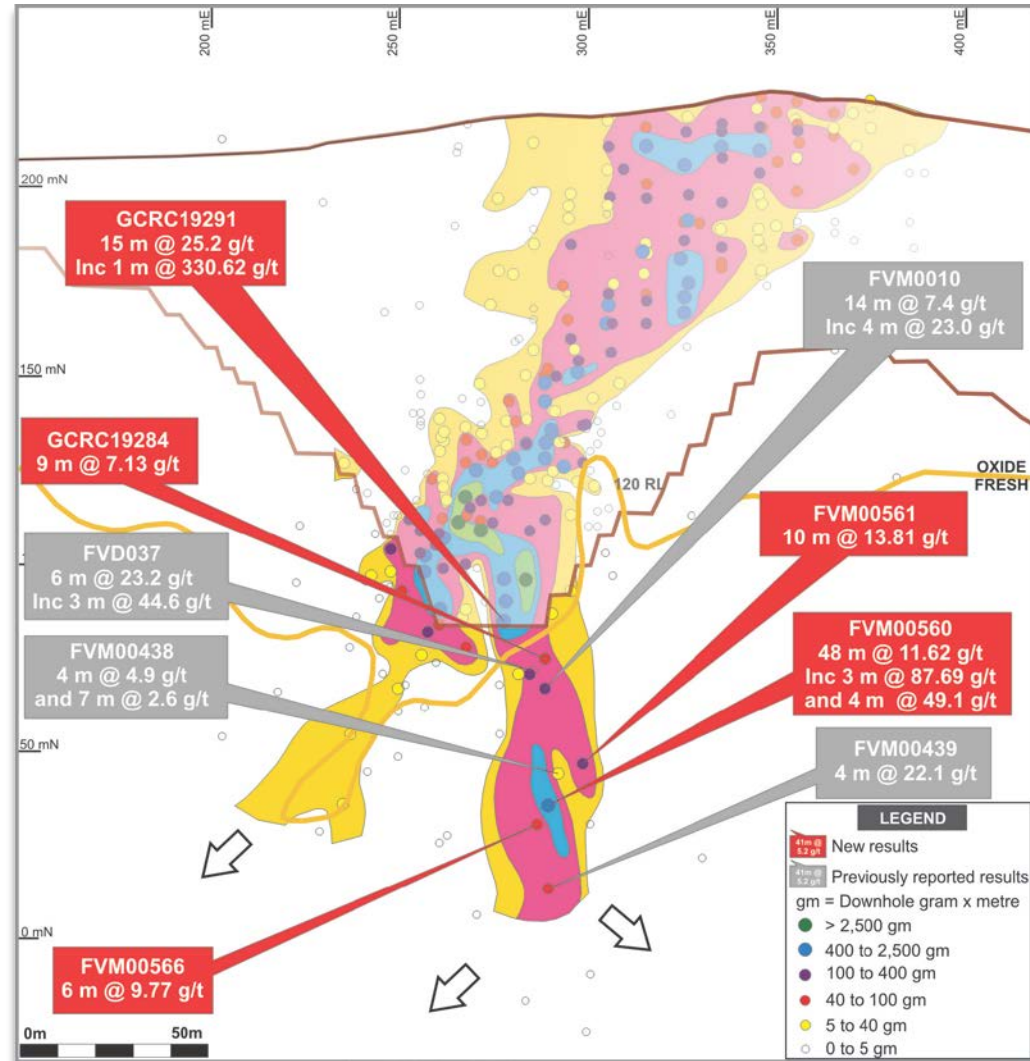 200 mE
250 mE
300 mE
350 mE
400 mE
200 mN
150 mN
50 mN
0 mN
GCRC19291
15 m @ 25.2 g/t
Inc 1 m @ 330.62 g/t
FVM0010
14 m @ 7.4 g/t
Inc 4 m @ 23.0 g/t
GCRC19284
9 m @ 7.13 g/t
120 RL
OXIDE
FRESH
FVM00561
10 m @ 13.81 g/t
FVD037
6 m @ 23.2 g/t
Inc 3 m @ 44.6 g/t
FVM00560
48 m @ 11.62 g/t
Inc 3 m @ 87.69 g/t
and 4 m @ 49.1 g/t
FVM00438
4 m @ 4.9 g/t
and 7 m @ 2.6 g/t
FVM00439
4 m @ 22.1 g/t
FVM00566
6 m @ 9.77 g/t
0m 50m
LEGEND
41m @
5.2 g/t
New results
41m @
5.2 g/t
Previously reported results
gm = Downhole gram x metre
> 2,500 gm
400 to 2,500 gm
100 to 400 gm
40 to 100 gm
5 to 40 gm
0 to 5 gm